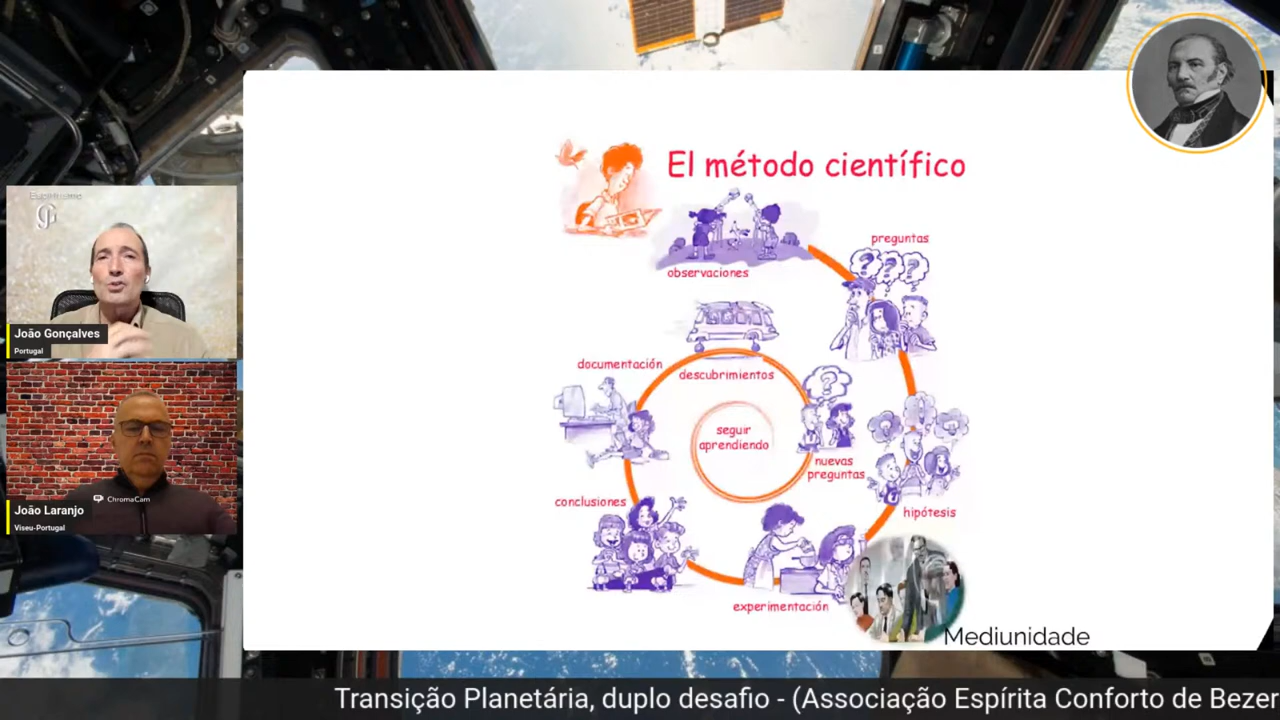 El método científico
preguntas
observaciones
documentación
descubrimientos
seguir
aprendiendo
nuevas
preguntas
conclusiones
hipótesis
experimentación
Mediunidade
João Gonçalves
Portugal
ChromaCam
João Laranjo
Viseu-Portugal
Transição Planetária, duplo desafio - (Associação Espírita Conforto de Bezer